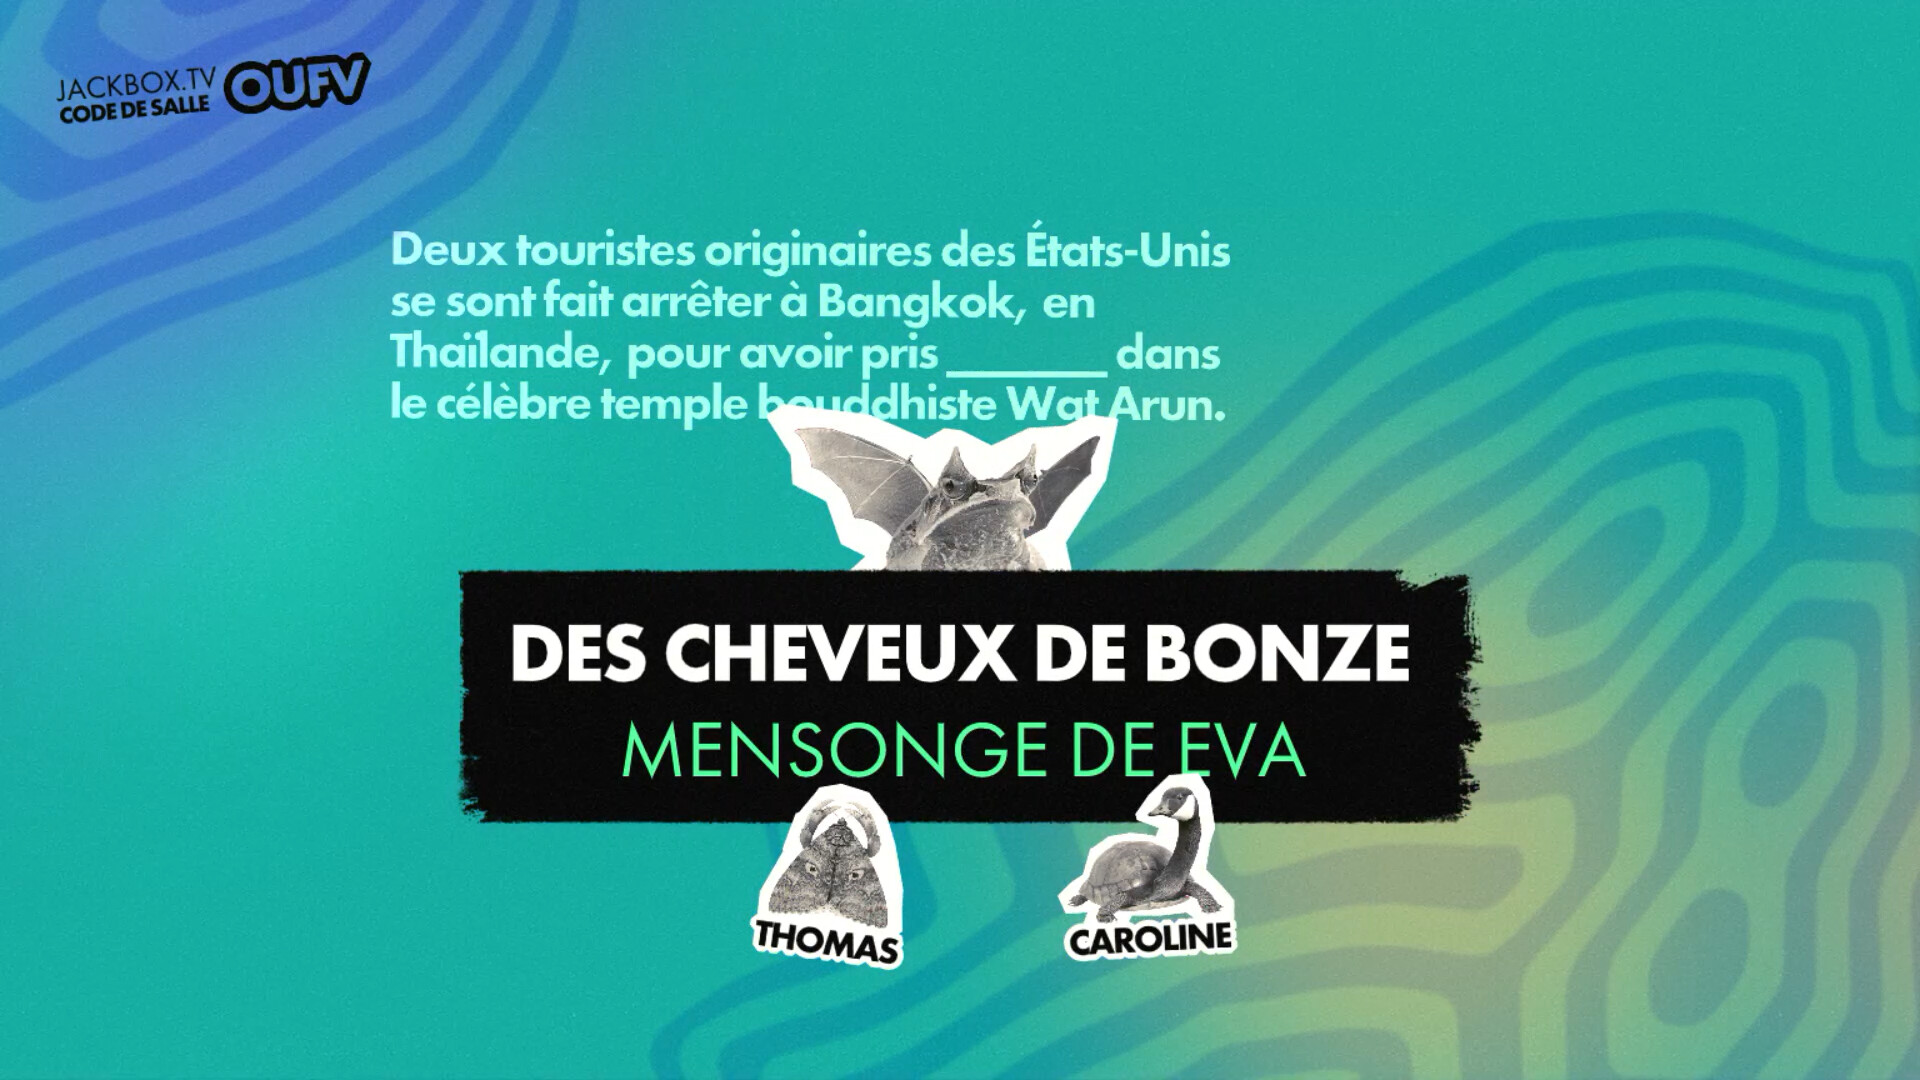 JACKBOX.TV
CODE DE SALLE
OUFV
Deux touristes originaires des États-Unis
se sont fait arrêter à Bangkok, en
Thaïlande, pour avoir pris ________ dans
le célèbre temple bouddhiste Wat Arun.
DES CHEVEUX DE BONZE
MENSONGE DE EVA
THOMAS
CAROLINE